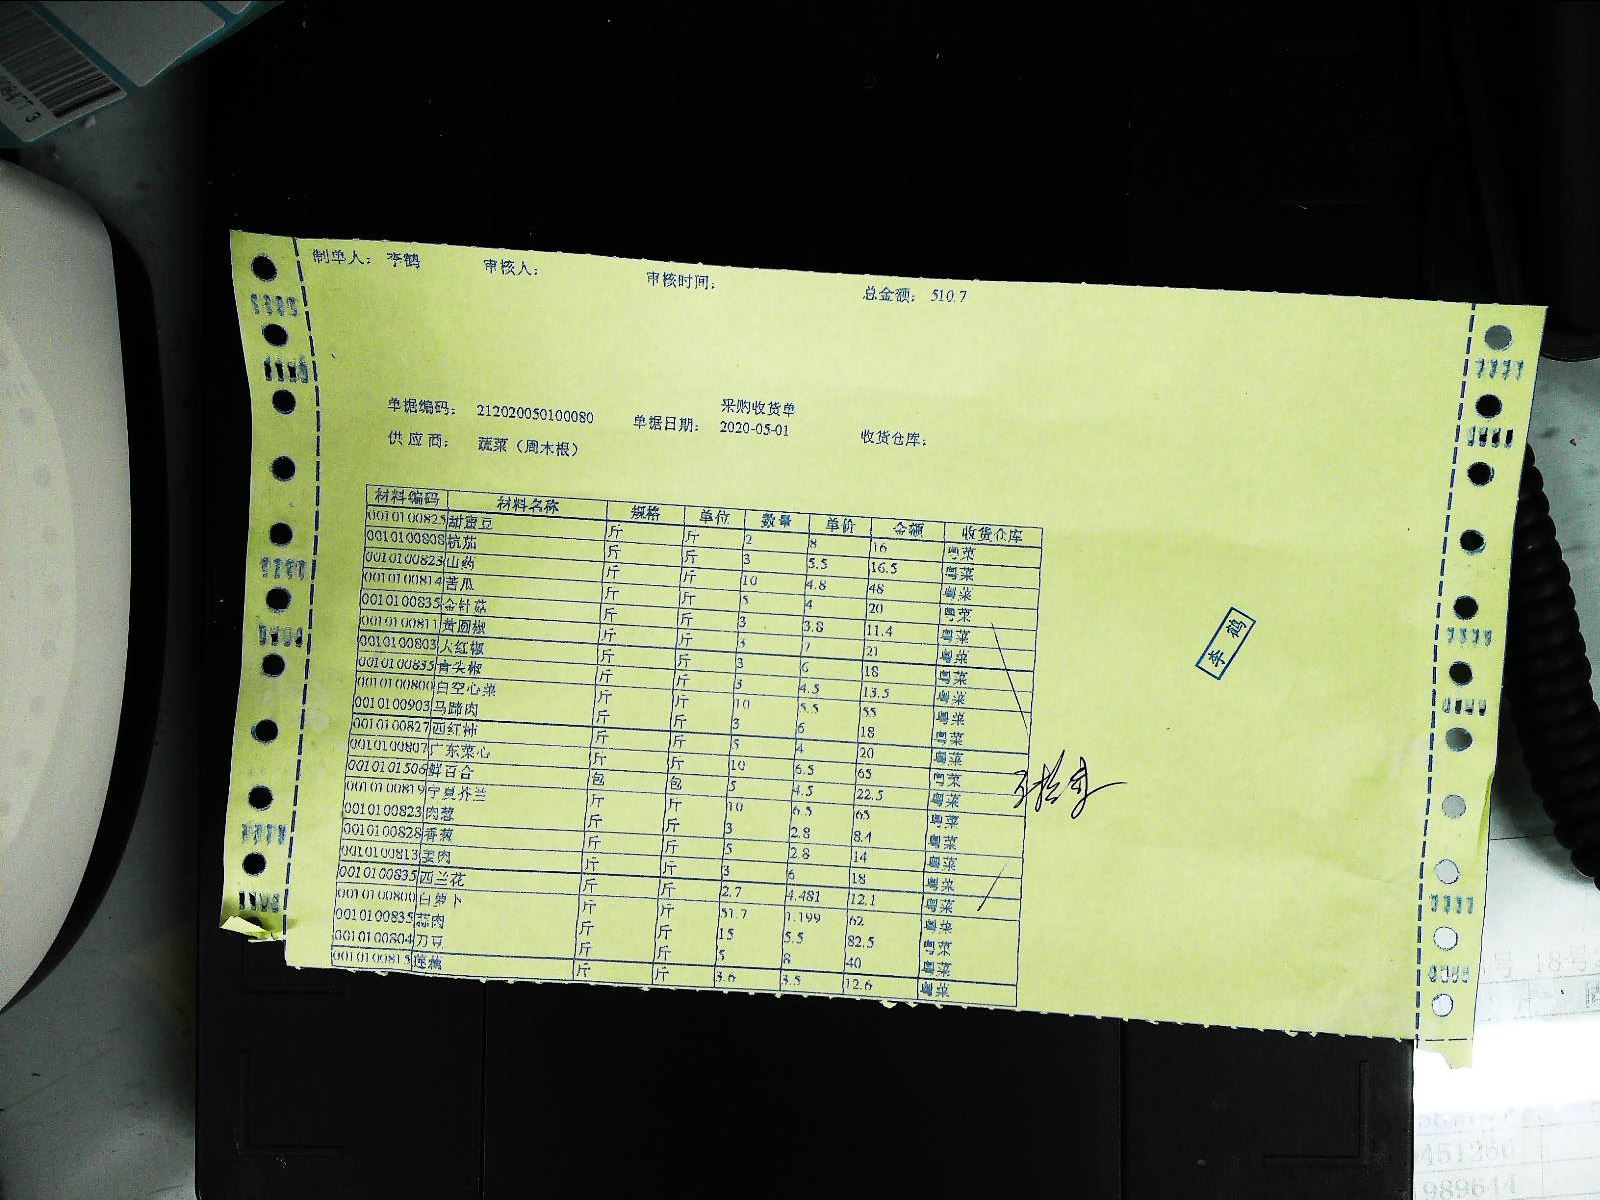 制单人： 李鹤 审核人： 审核时间： 总金额： 510.7
采购收货单
单据编码： 212020050100080 单据日期： 2020-05-01 收货仓库：
供应商： 蔬菜（周木根）
材料编码 材料名称 规格 单位 数量 单价 金额 收货仓库
0010100825 甜蜜豆 斤 斤 2 8 16 粤菜
0010100808 杭茄 斤 斤 3 5.5 16.5 粤菜
0010100823 山药 斤 斤 10 4.8 48 粤菜
0010100814 苦瓜 斤 斤 5 4 20 粤菜
0010100835 金针菇 斤 斤 3 3.8 11.4 粤菜
0010100811 黄圆椒 斤 斤 3 7 21 粤菜
0010100803 大红椒 斤 斤 3 6 18 粤菜
0010100835 青头椒 斤 斤 3 4.5 13.5 粤菜
0010100800 白空心菜 斤 斤 10 5.5 55 粤菜
0010100903 马蹄肉 斤 斤 3 6 18 粤菜
0010100827 西红柿 斤 斤 5 4 20 粤菜
0010100807 广东菜心 斤 斤 10 6.5 65 粤菜
0010101506 鲜百合 包 包 5 4.5 22.5 粤菜
0010100819 宁夏芥兰 斤 斤 10 6.5 65 粤菜
0010100823 肉葱 斤 斤 3 2.8 8.4 粤菜
0010100828 香葱 斤 斤 5 2.8 14 粤菜
0010100813 姜肉 斤 斤 3 6 18 粤菜
0010100835 西兰花 斤 斤 2.7 4.481 12.1 粤菜
0010100800 白萝卜 斤 斤 51.7 1.199 62 粤菜
0010100835 蒜肉 斤 斤 15 5.5 82.5 粤菜
0010100804 刀豆 斤 斤 5 8 40 粤菜
0010100815 莲藕 斤 斤 3.6 3.5 12.6 粤菜
李鹤
451266
989644